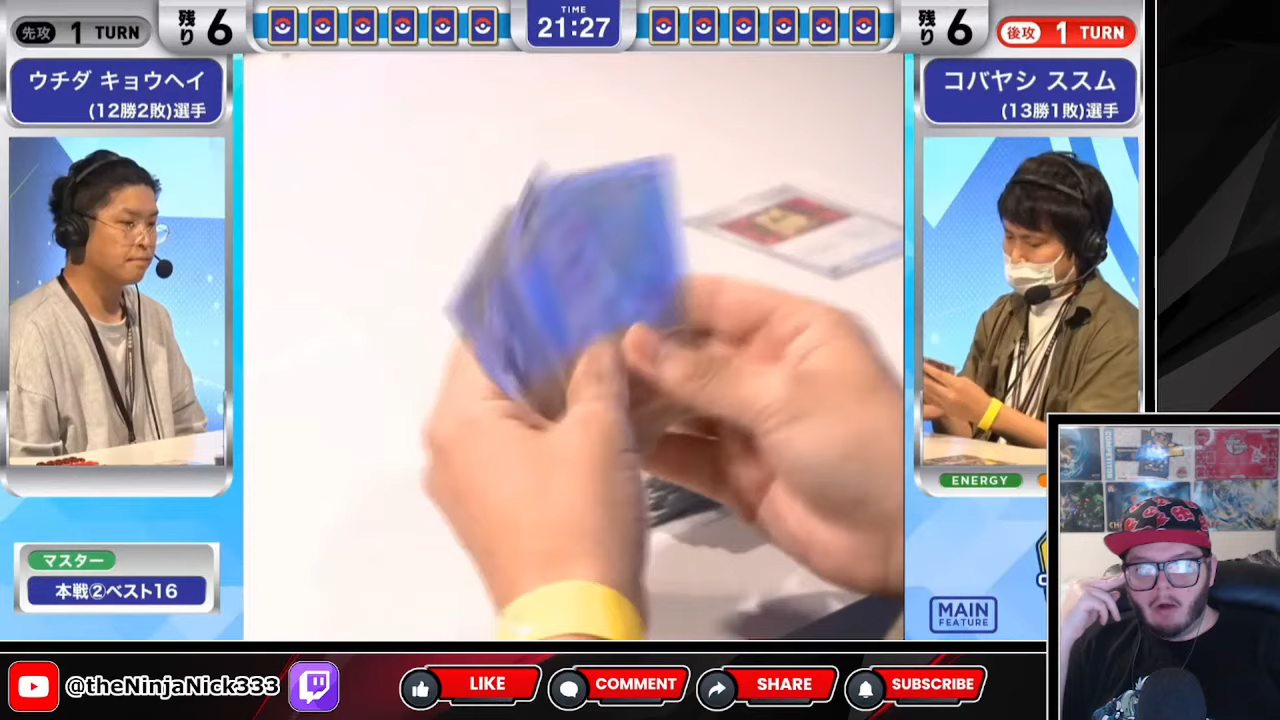 先攻 1 TURN
残り 6
TIME
21:27
残り 6
後攻 1 TURN
ウチダ キョウヘイ
(12勝2敗)選手
コバヤシ ススム
(13勝1敗)選手
ENERGY
マスター
本戦②ベスト16
MAIN
FEATURE
@theNinjaNick333
LIKE
COMMENT
SHARE
SUBSCRIBE